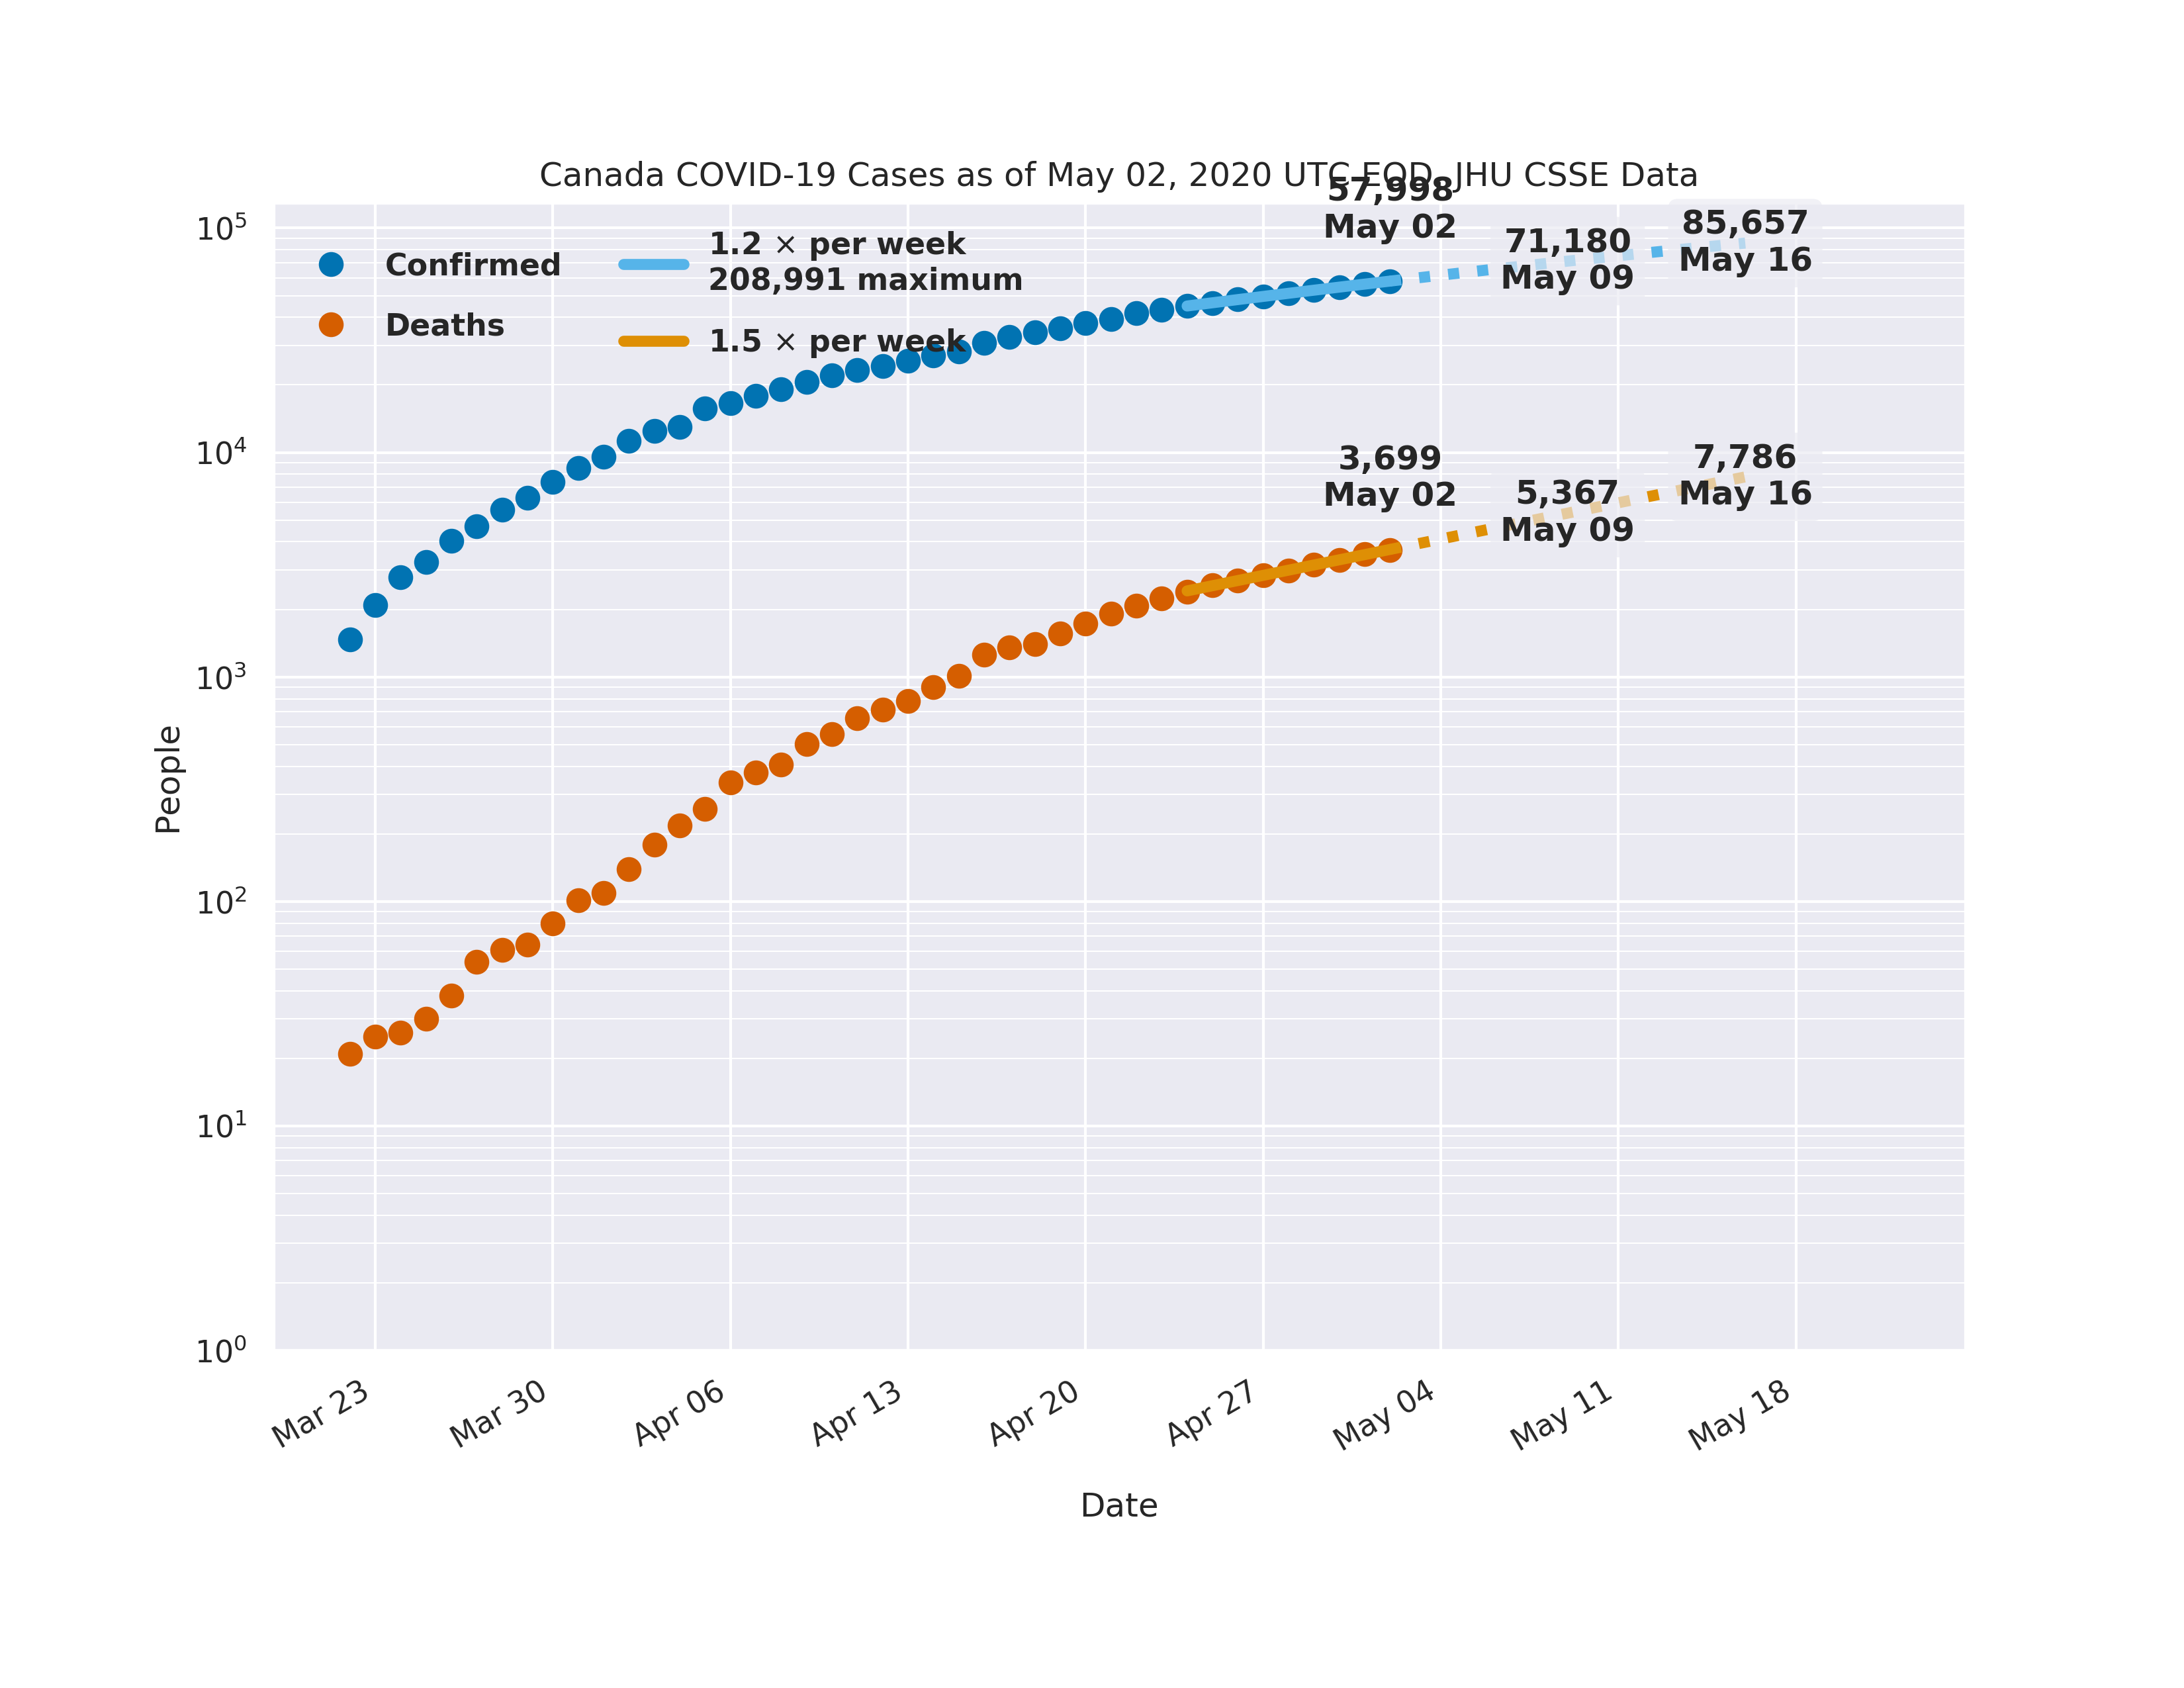 Canada COVID-19 Cases as of May 02, 2020 UTC EOD, JHU CSSE Data
57,998
May 02
71,180
May 09
85,657
May 16
Confirmed
Deaths
1.2 × per week
208,991 maximum
1.5 × per week
3,699
May 02
5,367
May 09
7,786
May 16
People
10⁵
10⁴
10³
10²
10¹
10⁰
Mar 23
Mar 30
Apr 06
Apr 13
Apr 20
Apr 27
May 04
May 11
May 18
Date